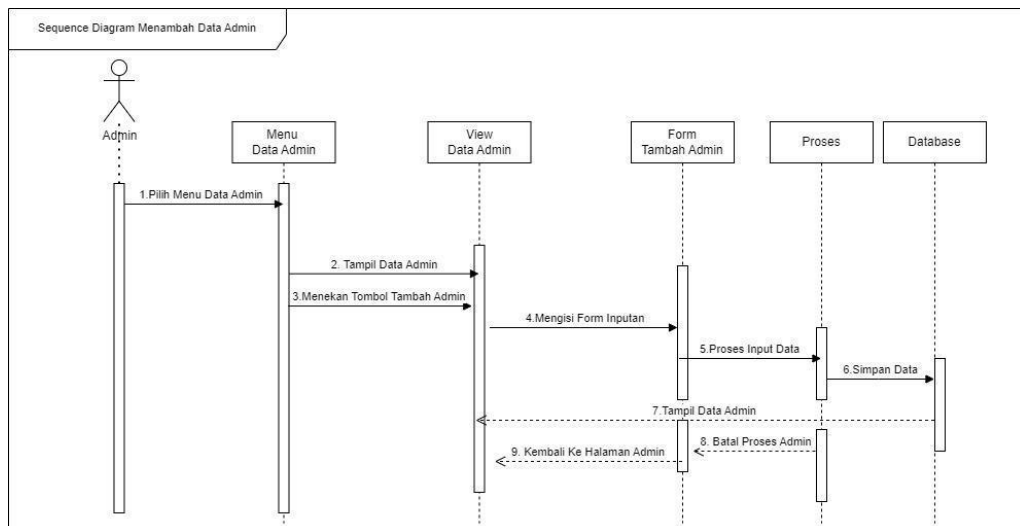 Sequence Diagram Menambah Data Admin
Admin
Menu
Data Admin
View
Data Admin
Form
Tambah Admin
Proses
Database
1.Pilih Menu Data Admin
2. Tampil Data Admin
3.Menekan Tombol Tambah Admin
4.Mengisi Form Inputan
5.Proses Input Data
6.Simpan Data
7.Tampil Data Admin
8. Batal Proses Admin
9. Kembali Ke Halaman Admin